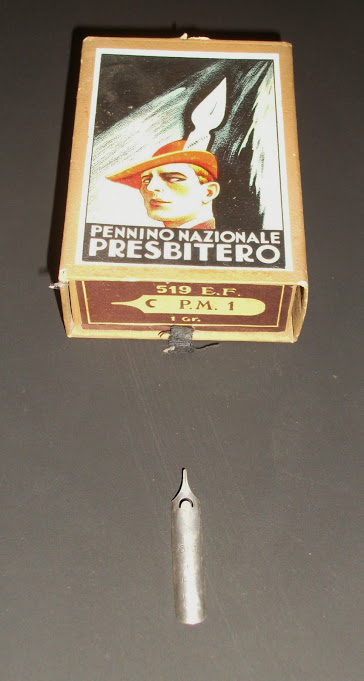 PENNINO NAZIONALE
PRESBITERO
519 E.F.
C P.M. 1
1 Gr.